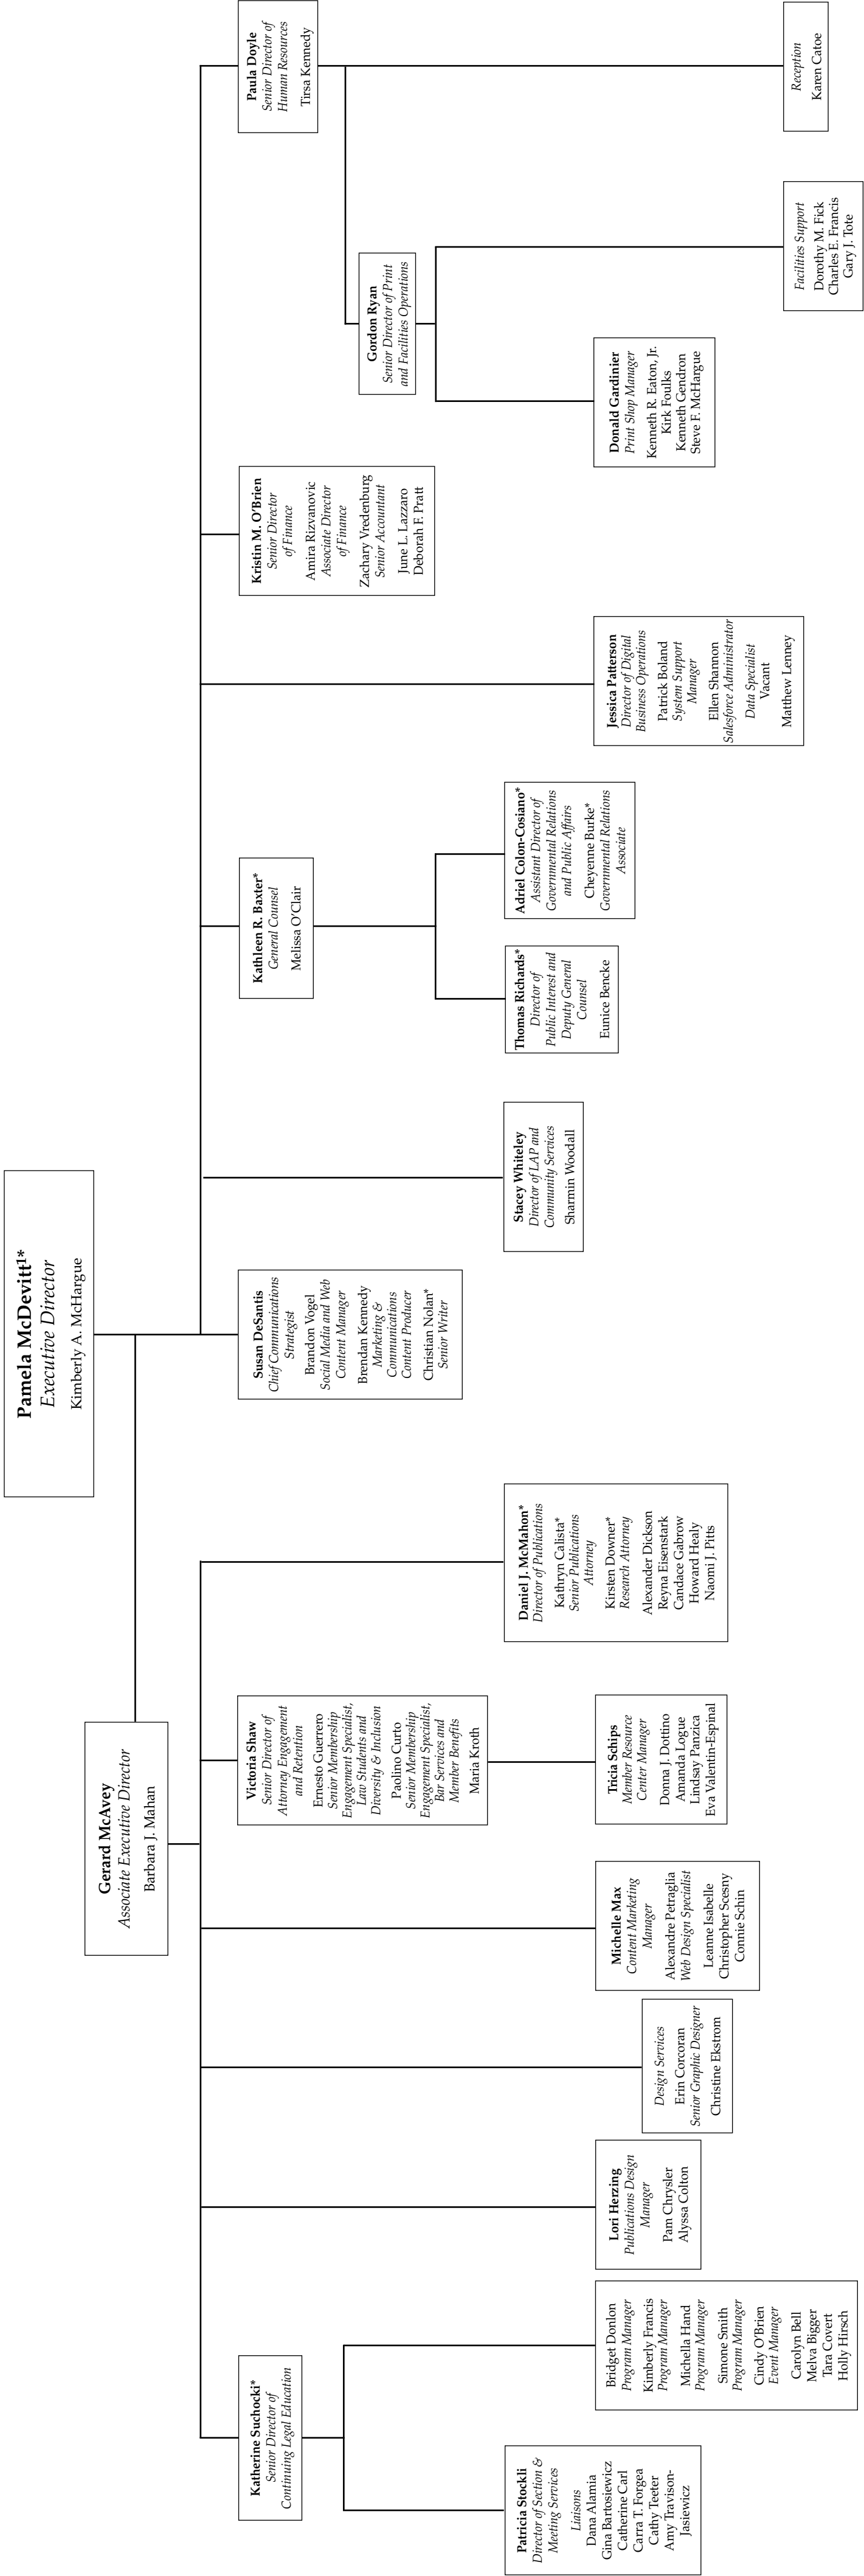 Pamela McDevitt¹*
Executive Director
Kimberly A. McHargue
Gerard McAvey
Associate Executive Director
Barbara J. Mahan
Katherine Suchocki*
Senior Director of
Continuing Legal Education
Patricia Stockli
Director of Section &
Meeting Services
Liaisons
Dana Alamia
Gina Bartosiewicz
Catherine Carl
Carra T. Forgea
Cathy Teeter
Amy Travison-
Jasiewicz
Bridget Donlon
Program Manager
Kimberly Francis
Program Manager
Michella Hand
Program Manager
Simone Smith
Program Manager
Cindy O'Brien
Event Manager
Carolyn Bell
Melva Bigger
Tara Covert
Holly Hirsch
Lori Herzing
Publications Design
Manager
Pam Chrysler
Alyssa Colton
Design Services
Erin Corcoran
Senior Graphic Designer
Christine Ekstrom
Michelle Max
Content Marketing
Manager
Alexandre Petraglia
Web Design Specialist
Leanne Isabelle
Christopher Scesny
Connie Schin
Victoria Shaw
Senior Director of
Attorney Engagement
and Retention
Ernesto Guerrero
Senior Membership
Engagement Specialist,
Law Students and
Diversity & Inclusion
Paolino Curto
Senior Membership
Engagement Specialist,
Bar Services and
Member Benefits
Maria Kroth
Tricia Schips
Member Resource
Center Manager
Donna J. Dottino
Amanda Logue
Lindsay Panzica
Eva Valentin-Espinal
Daniel J. McMahon*
Director of Publications
Kathryn Calista*
Senior Publications
Attorney
Kirsten Downer*
Research Attorney
Alexander Dickson
Reyna Eisenstark
Candace Gabrow
Howard Healy
Naomi J. Pitts
Susan DeSantis
Chief Communications
Strategist
Brandon Vogel
Social Media and Web
Content Manager
Brendan Kennedy
Marketing &
Communications
Content Producer
Christian Nolan*
Senior Writer
Stacey Whiteley
Director of LAP and
Community Services
Sharmin Woodall
Kathleen R. Baxter*
General Counsel
Melissa O'Clair
Thomas Richards*
Director of
Public Interest and
Deputy General
Counsel
Eunice Bencke
Adriel Colon-Cosiano*
Assistant Director of
Governmental Relations
and Public Affairs
Cheyenne Burke*
Governmental Relations
Associate
Jessica Patterson
Director of Digital
Business Operations
Patrick Boland
System Support
Manager
Ellen Shannon
Salesforce Administrator
Data Specialist
Vacant
Matthew Lenney
Kristin M. O'Brien
Senior Director
of Finance
Amira Rizvanovic
Associate Director
of Finance
Zachary Vredenburg
Senior Accountant
June L. Lazzaro
Deborah F. Pratt
Paula Doyle
Senior Director of
Human Resources
Tirsa Kennedy
Gordon Ryan
Senior Director of Print
and Facilities Operations
Donald Gardinier
Print Shop Manager
Kenneth R. Eaton, Jr.
Kirk Foulks
Kenneth Gendron
Steve F. McHargue
Facilities Support
Dorothy M. Fick
Charles E. Francis
Gary J. Tote
Reception
Karen Catoe